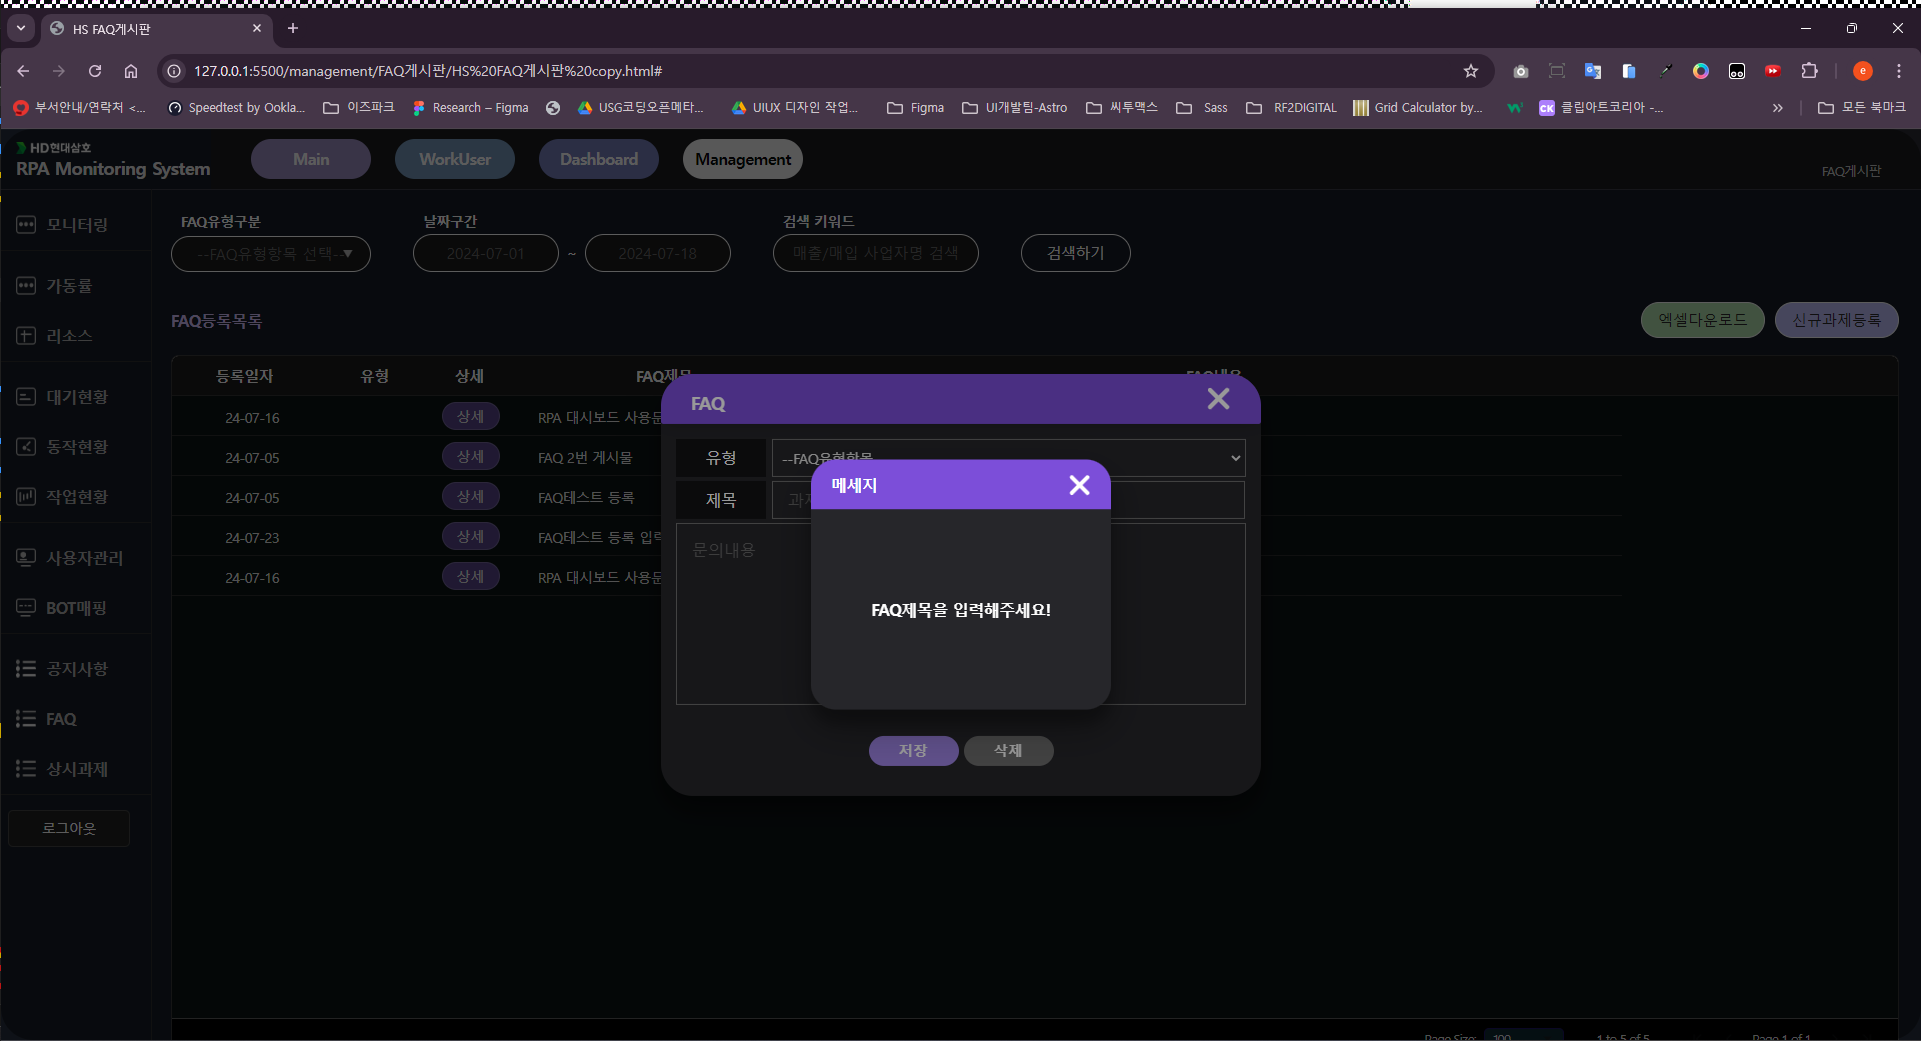 HS FAQ게시판
127.0.0.1:5500/management/FAQ게시판/HS%20FAQ게시판%20copy.html#
e
부서안내/연락처 <...
Speedtest by Ookla...
이즈파크
Research – Figma
USG코딩오픈메타...
UIUX 디자인 작업...
Figma
UI개발팀-Astro
씨투맥스
Sass
RF2DIGITAL
Grid Calculator by...
CK 클립아트코리아 -...
»
모든 북마크
HD현대삼호
RPA Monitoring System
Main
WorkUser
Dashboard
Management
FAQ게시판
모니터링
가동률
리소스
대기현황
동작현황
작업현황
사용자관리
BOT매핑
공지사항
FAQ
상시과제
로그아웃
FAQ유형구분
날짜구간
검색 키워드
--FAQ유형항목 선택--▼
2024-07-01
~
2024-07-18
매출/매입 사업자명 검색
검색하기
FAQ등록목록
엑셀다운로드
신규과제등록
등록일자
유형
상세
FAQ제목
FAQ내용
24-07-16 상세 RPA 대시보드 사용문
24-07-05 상세 FAQ 2번 게시물
24-07-05 상세 FAQ테스트 등록
24-07-23 상세 FAQ테스트 등록 입력
24-07-16 상세 RPA 대시보드 사용문
FAQ
유형
--FAQ유형항목
제목
과제
문의내용
메세지
FAQ제목을 입력해주세요!
저장
삭제
Page Size: 100
1 to 5 of 5
Page 1 of 1